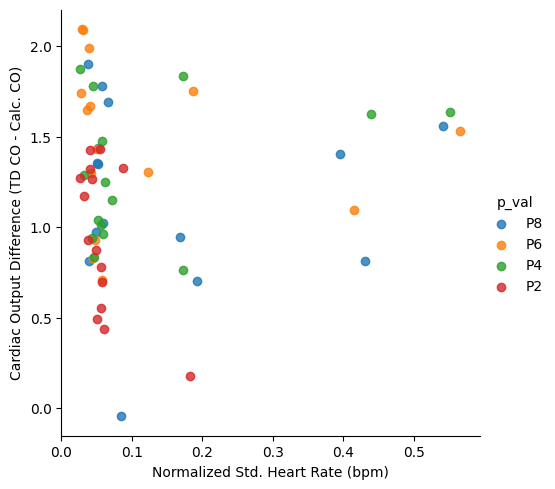 2.0
1.5
1.0
0.5
0.0
Cardiac Output Difference (TD CO - Calc. CO)
p_val
P8
P6
P4
P2
0.0 0.1 0.2 0.3 0.4 0.5
Normalized Std. Heart Rate (bpm)